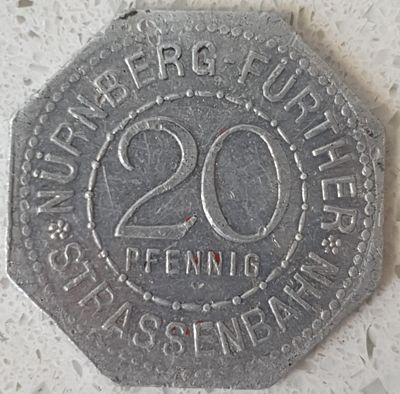 NÜRNBERG-FÜRTHER
20
PFENNIG
STRASSENBAHN